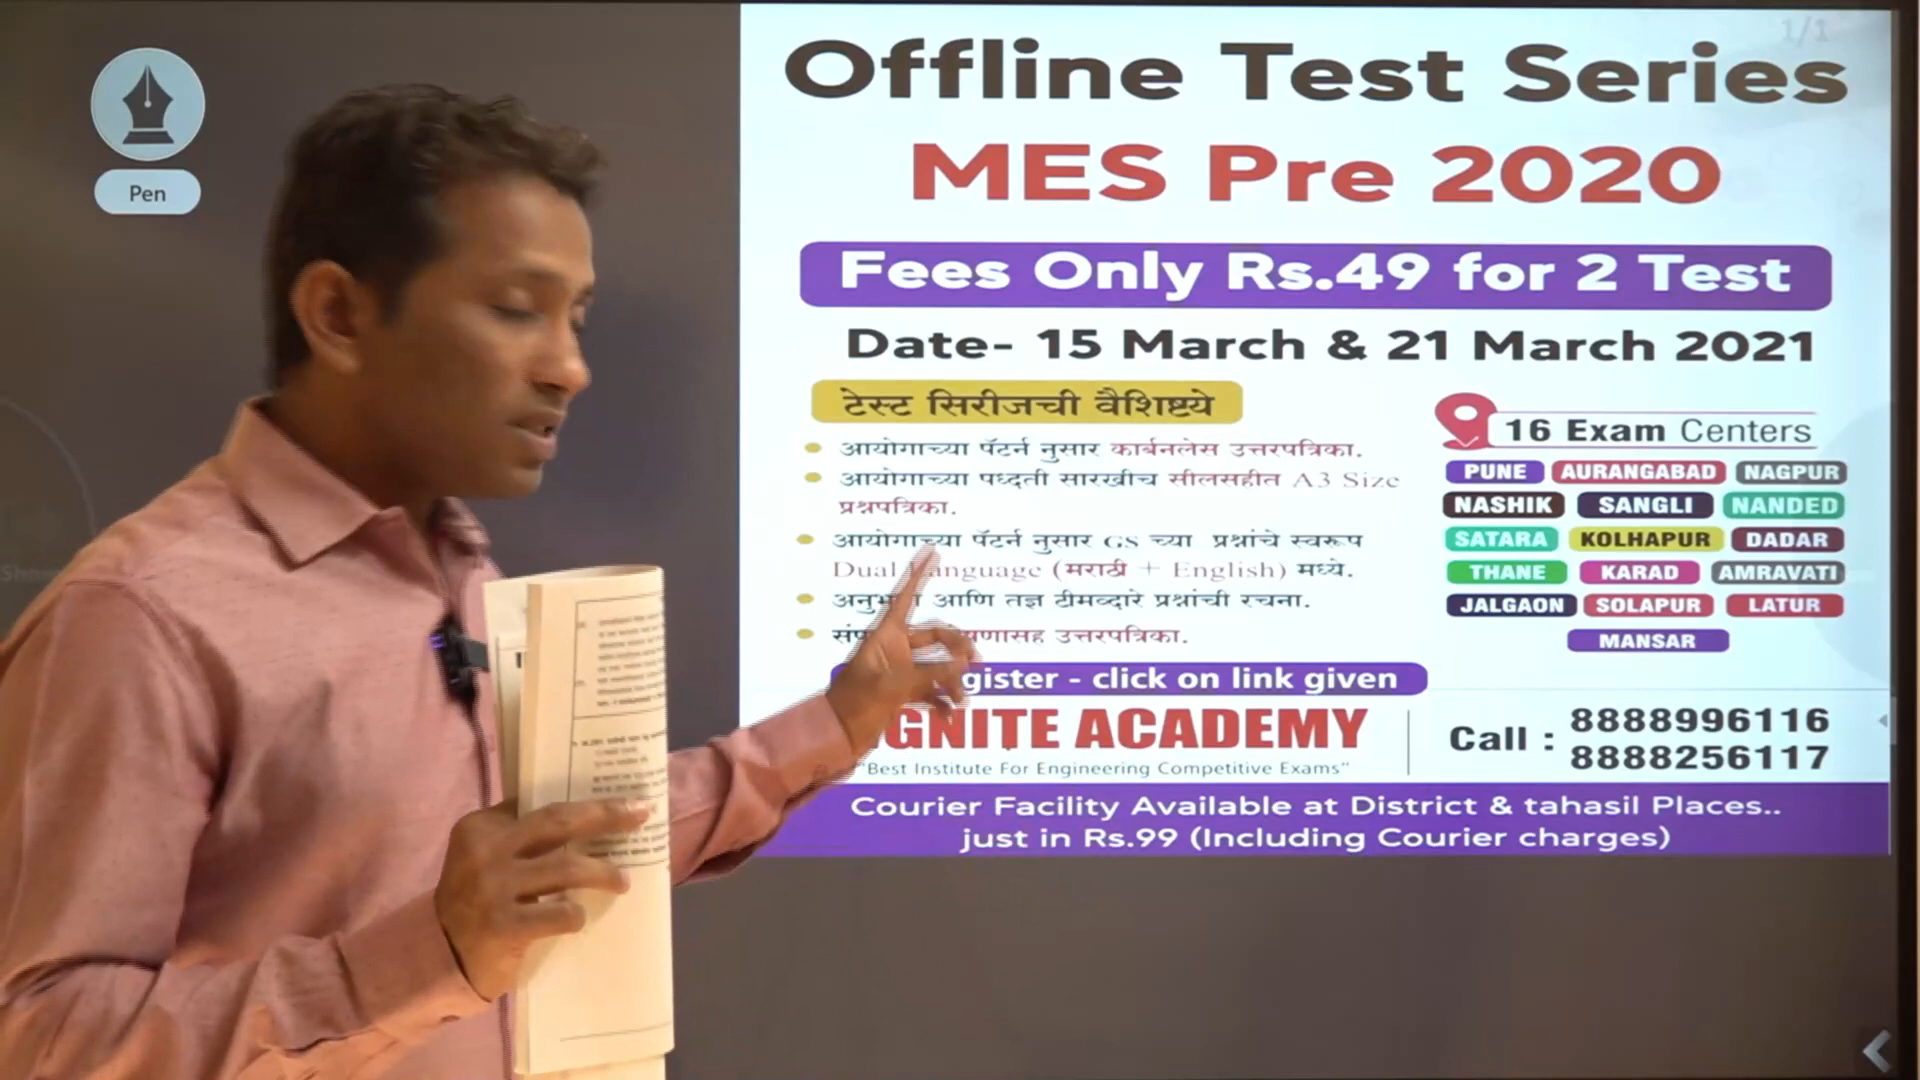 1/1
Pen
Offline Test Series
MES Pre 2020
Fees Only Rs.49 for 2 Test
Date- 15 March & 21 March 2021
टेस्ट सिरीजची वैशिष्ट्ये
आयोगाच्या पॅटर्न नुसार कार्बनलेस उत्तरपत्रिका.
आयोगाच्या पध्दती सारखीच सीलसहीत A3 Size
प्रश्नपत्रिका.
आयोगाच्या पॅटर्न नुसार GS च्या प्रश्नांचे स्वरूप
Dual Language (मराठी + English) मध्ये.
आणि तज्ञ टीमव्दारे प्रश्नांची रचना.
उत्तरपत्रिका.
16 Exam Centers
PUNE AURANGABAD NAGPUR
NASHIK SANGLI NANDED
SATARA KOLHAPUR DADAR
THANE KARAD AMRAVATI
JALGAON SOLAPUR LATUR
MANSAR
gister - click on link given
IGNITE ACADEMY
"Best Institute For Engineering Competitive Exams"
Call : 8888996116
8888256117
Courier Facility Available at District & tahasil Places..
just in Rs.99 (Including Courier charges)